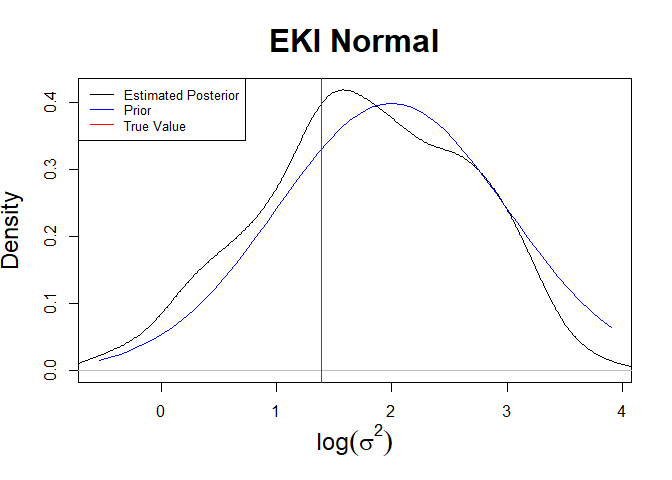 EKI Normal
Estimated Posterior
Prior
True Value
Density
0.4
0.3
0.2
0.1
0.0
0 1 2 3 4
log(σ²)